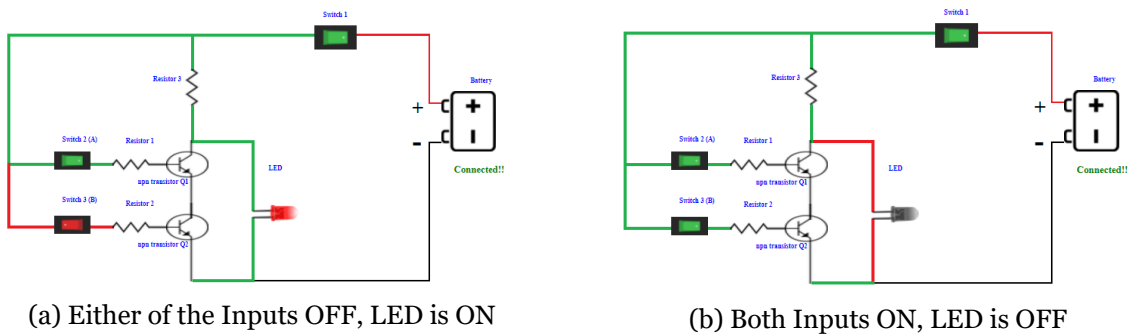 Switch 1
Resistor 3
Battery
+
-
Switch 2 (A)
Resistor 1
Connected!!
npn transistor Q1
LED
Switch 3 (B)
Resistor 2
npn transistor Q2
(a) Either of the Inputs OFF, LED is ON
Switch 1
Resistor 3
Battery
+
-
Switch 2 (A)
Resistor 1
Connected!!
npn transistor Q1
LED
Switch 3 (B)
Resistor 2
npn transistor Q2
(b) Both Inputs ON, LED is OFF